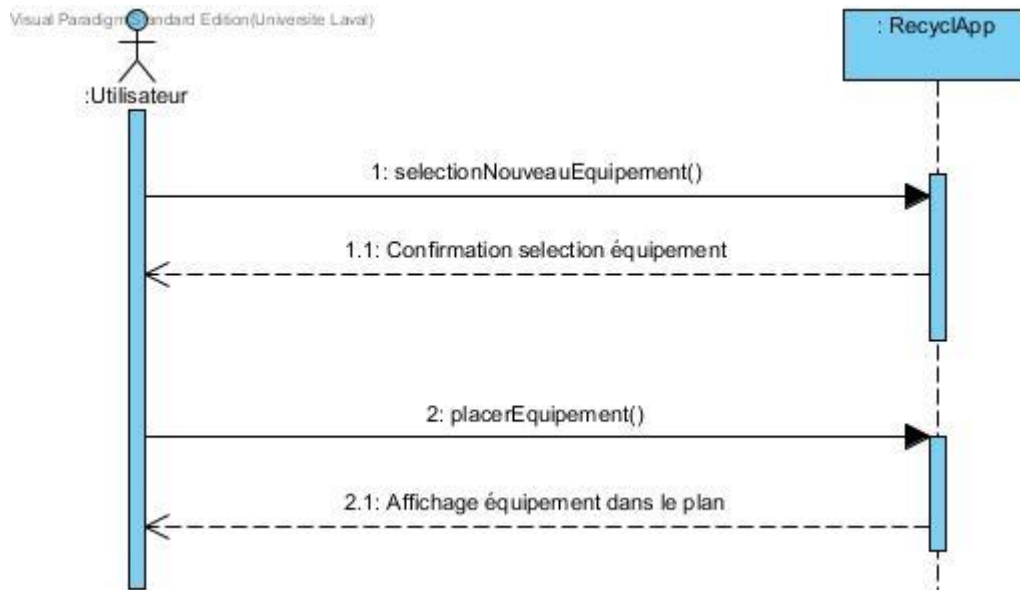 Visual Paradigm Standard Edition(Universite Laval)
: RecyclApp
:Utilisateur
1: selectionNouveauEquipement()
1.1: Confirmation selection équipement
2: placerEquipement()
2.1: Affichage équipement dans le plan